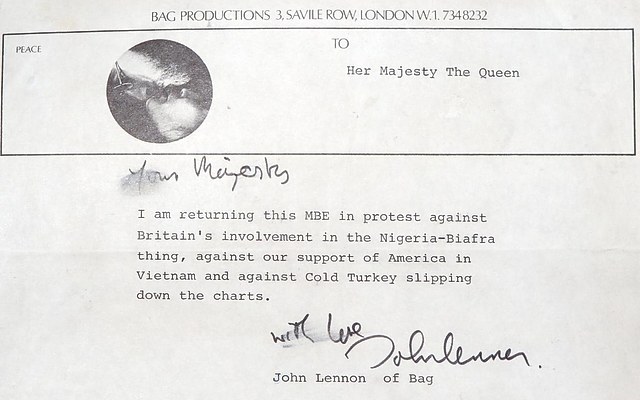 BAG PRODUCTIONS 3, SAVILE ROW, LONDON W.1. 7348232
PEACE
TO
Her Majesty The Queen
Your Majesty
I am returning this MBE in protest against
Britain's involvement in the Nigeria-Biafra
thing, against our support of America in
Vietnam and against Cold Turkey slipping
down the charts.
with love
John Lennon.
John Lennon of Bag